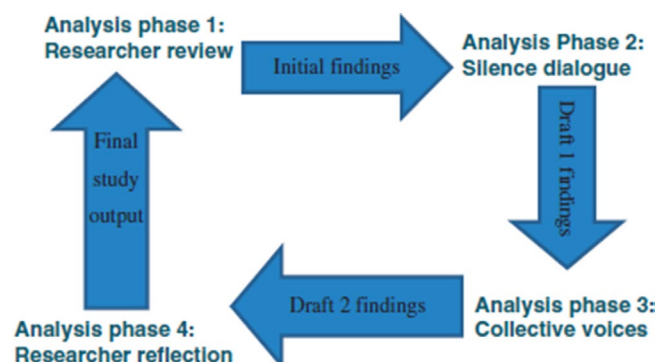 Analysis phase 1:
Researcher review
Initial findings
Analysis Phase 2:
Silence dialogue
Draft 1 findings
Analysis phase 3:
Collective voices
Draft 2 findings
Analysis phase 4:
Researcher reflection
Final
study
output